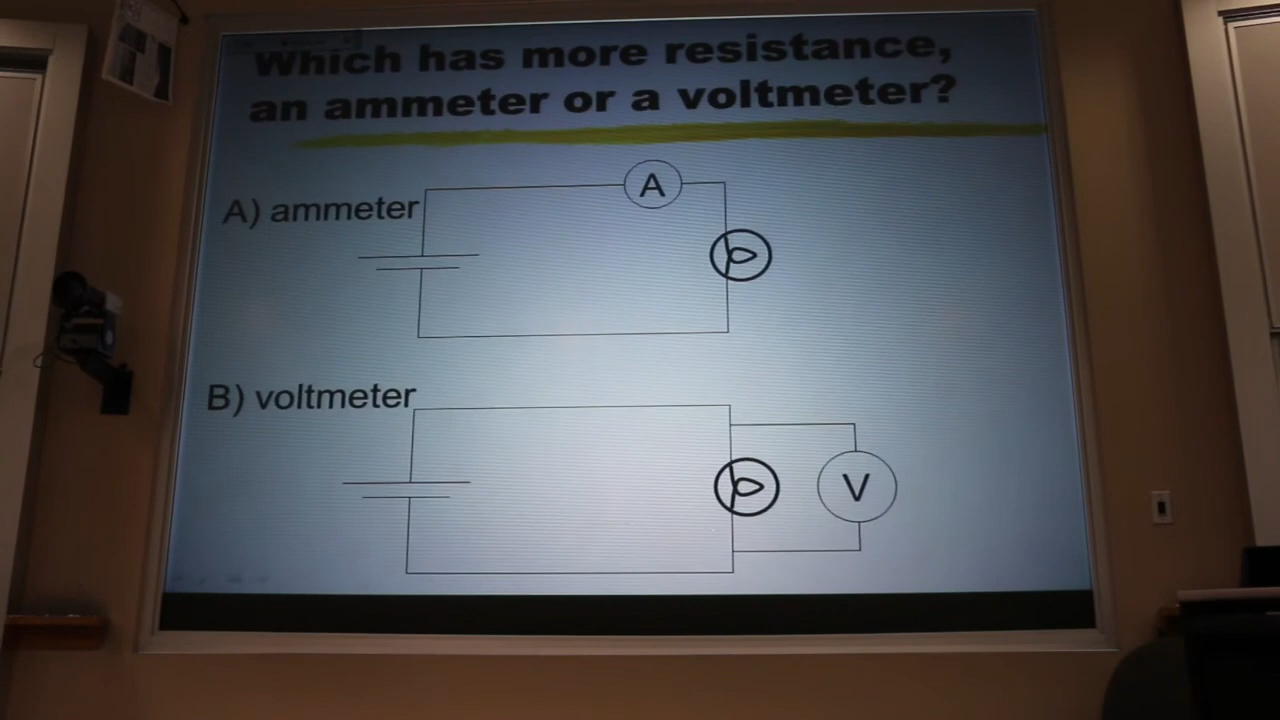 Which has more resistance,
an ammeter or a voltmeter?
A) ammeter
A
B) voltmeter
V